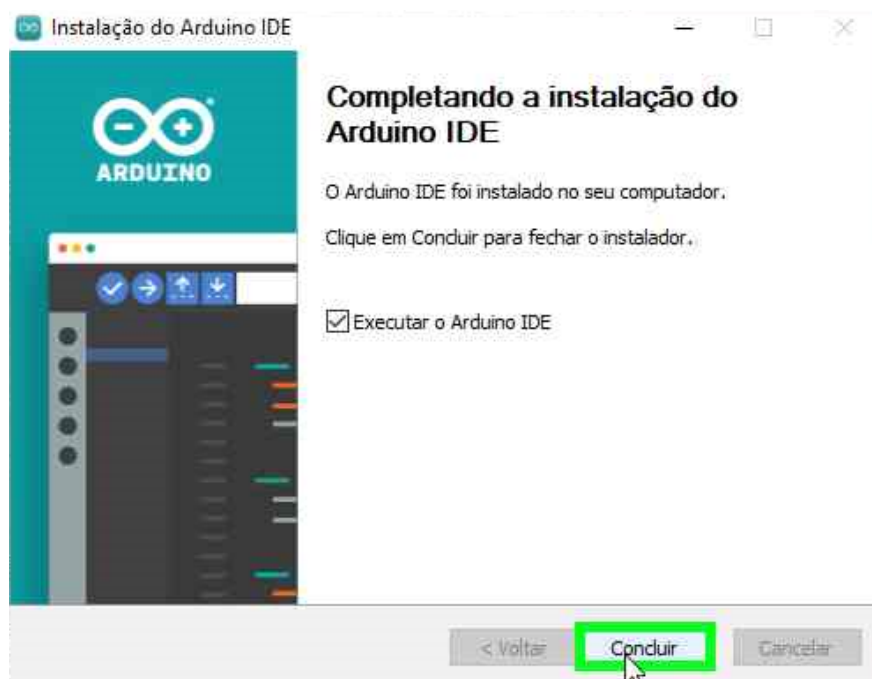 Instalação do Arduino IDE
ARDUINO
Completando a instalação do
Arduino IDE
O Arduino IDE foi instalado no seu computador.
Clique em Concluir para fechar o instalador.
Executar o Arduino IDE
< Voltar
Concluir
Cancelar